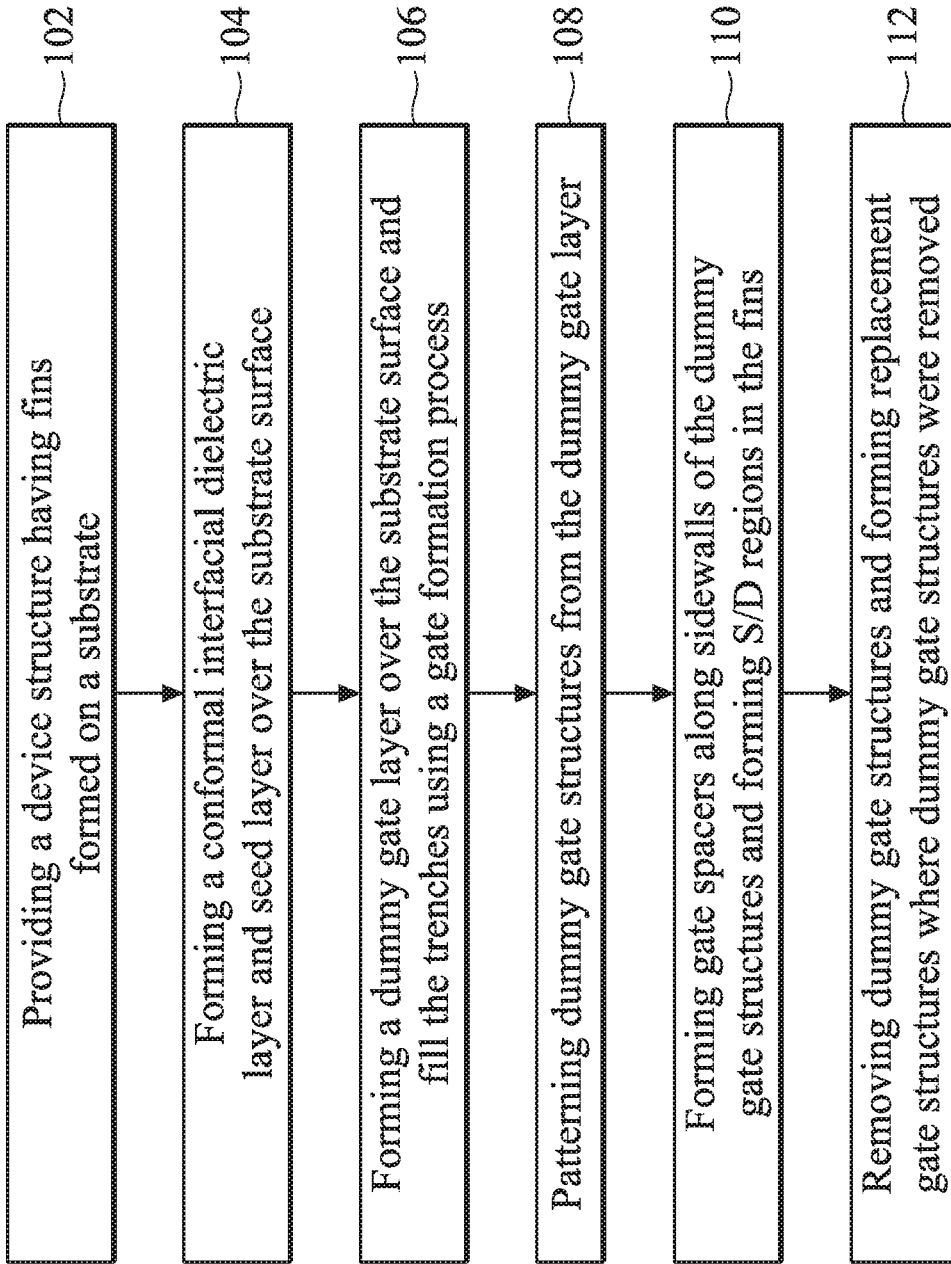 Providing a device structure having fins
formed on a substrate
102
Forming a conformal interfacial dielectric
layer and seed layer over the substrate surface
104
Forming a dummy gate layer over the substrate surface and
fill the trenches using a gate formation process
106
Patterning dummy gate structures from the dummy gate layer
108
Forming gate spacers along sidewalls of the dummy
gate structures and forming S/D regions in the fins
110
Removing dummy gate structures and forming replacement
gate structures where dummy gate structures were removed
112